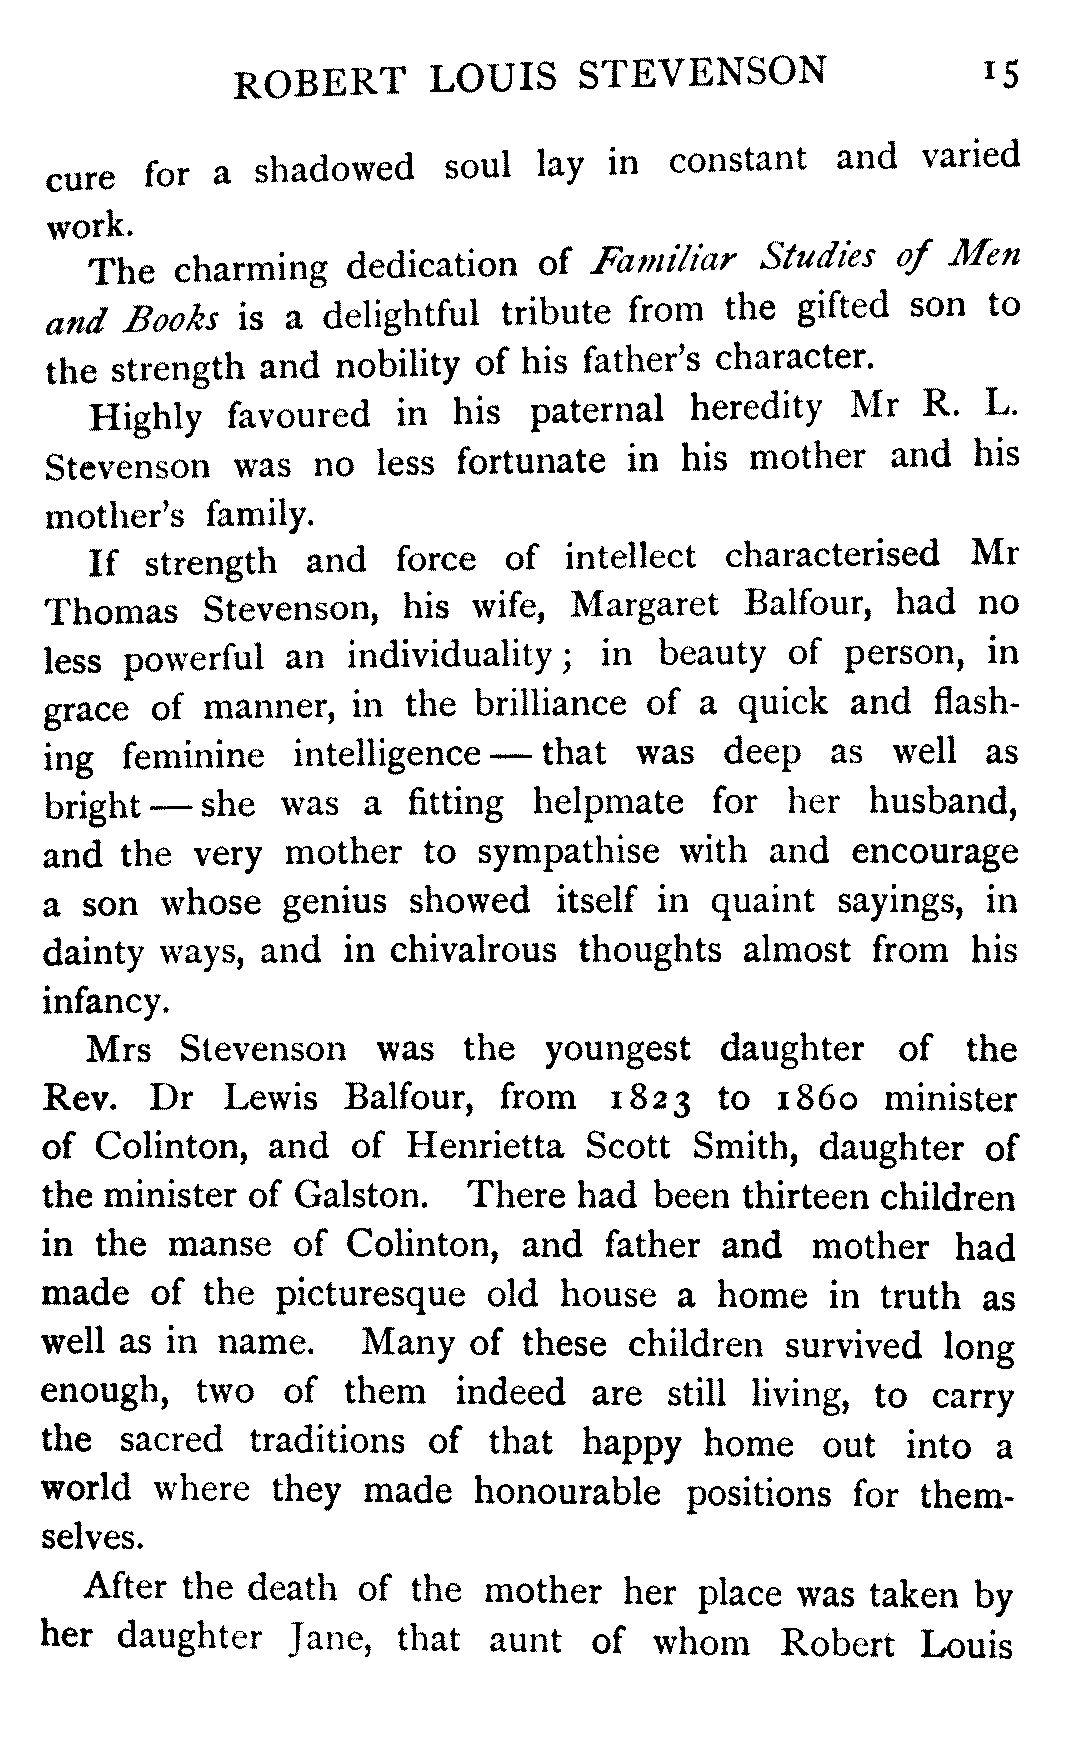 ROBERT LOUIS STEVENSON 15
cure for a shadowed soul lay in constant and varied
work.
The charming dedication of Familiar Studies of Men
and Books is a delightful tribute from the gifted son to
the strength and nobility of his father's character.
Highly favoured in his paternal heredity Mr R. L.
Stevenson was no less fortunate in his mother and his
mother's family.
If strength and force of intellect characterised Mr
Thomas Stevenson, his wife, Margaret Balfour, had no
less powerful an individuality; in beauty of person, in
grace of manner, in the brilliance of a quick and flash-
ing feminine intelligence — that was deep as well as
bright — she was a fitting helpmate for her husband,
and the very mother to sympathise with and encourage
a son whose genius showed itself in quaint sayings, in
dainty ways, and in chivalrous thoughts almost from his
infancy.
Mrs Stevenson was the youngest daughter of the
Rev. Dr Lewis Balfour, from 1823 to 1860 minister
of Colinton, and of Henrietta Scott Smith, daughter of
the minister of Galston. There had been thirteen children
in the manse of Colinton, and father and mother had
made of the picturesque old house a home in truth as
well as in name. Many of these children survived long
enough, two of them indeed are still living, to carry
the sacred traditions of that happy home out into a
world where they made honourable positions for them-
selves.
After the death of the mother her place was taken by
her daughter Jane, that aunt of whom Robert Louis